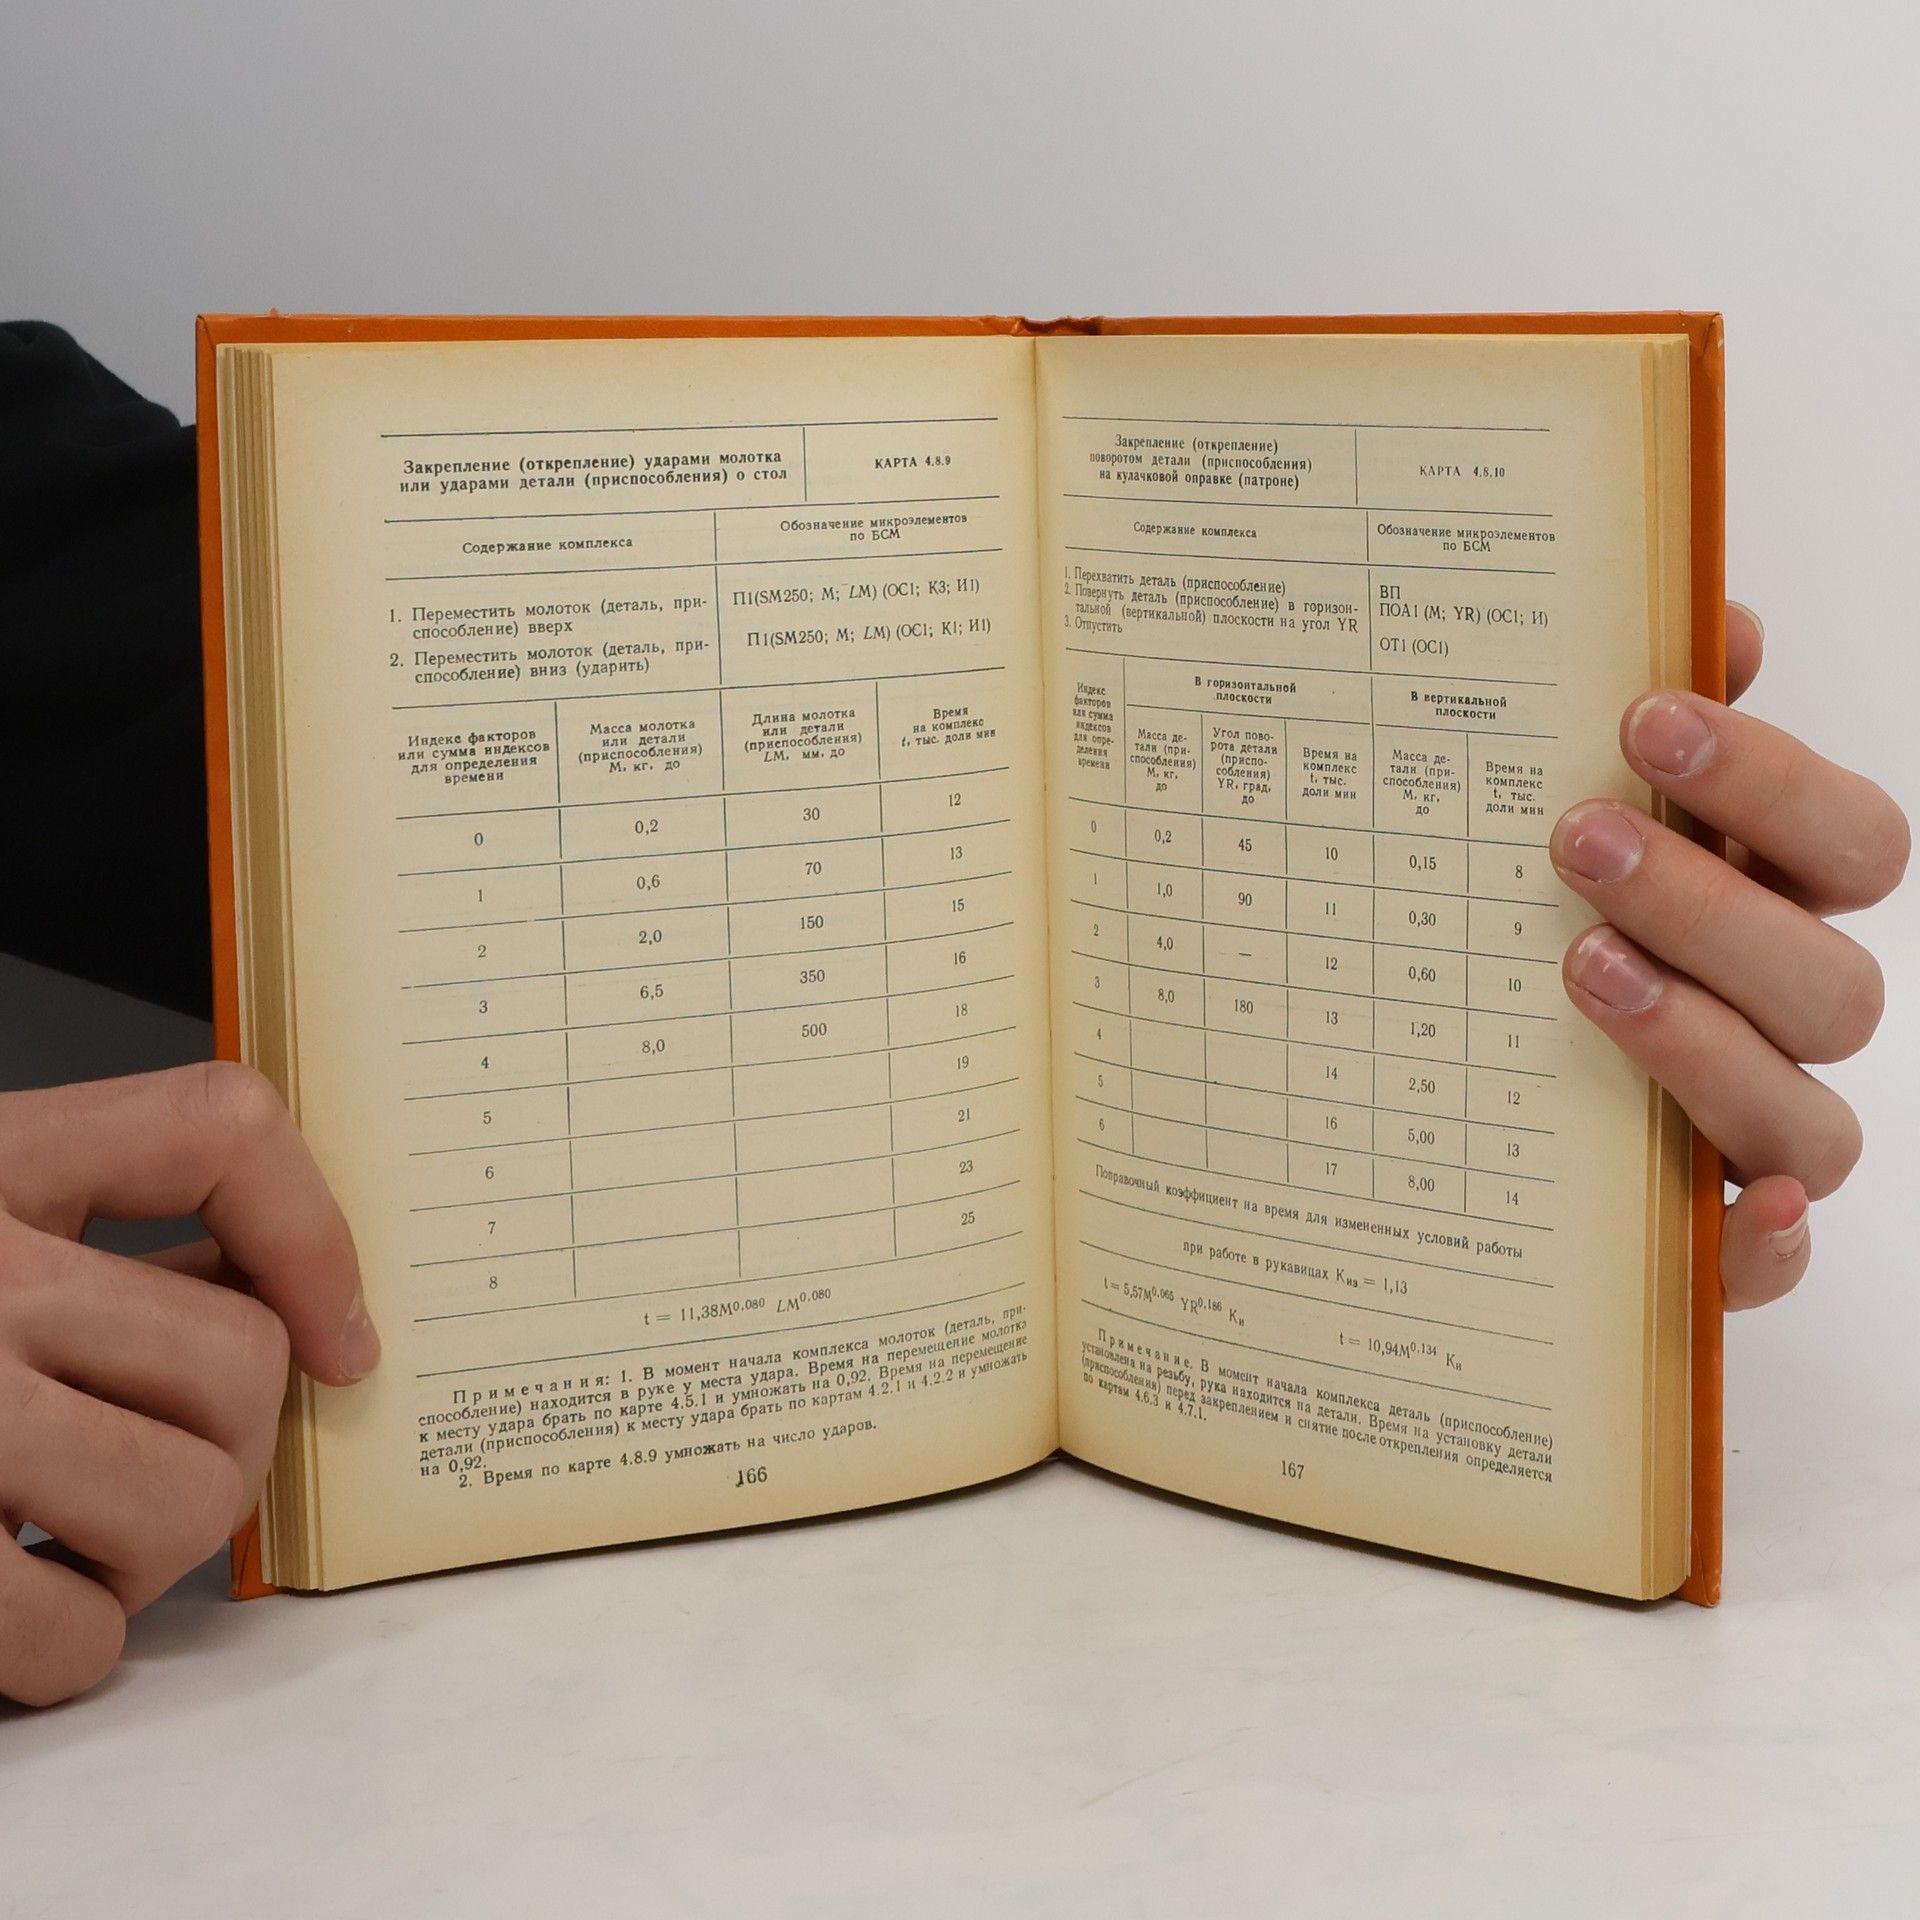 Закрепление (открепление) ударами молотка
или ударами детали (приспособления) о стол
КАРТА 4.8.9
Содержание комплекса
Обозначение микроэлементов
по БСМ
1. Переместить молоток (деталь, при-
способление) вверх
2. Переместить молоток (деталь, при-
способление) вниз (ударить)
П1(SM250; M; LM) (ОС1; К3; И1)
П1(SM250; M; LM) (ОС1; К1; И1)
Индекс факторов
или сумма индексов
для определения
времени
Масса молотка
или детали
(приспособления)
М, кг, до
Длина молотка
или детали
(приспособления)
LM, мм, до
Время
на комплекс
t, тыс. доли мин
0 0,2 30 12
1 0,6 70 13
2 2,0 150 15
3 6,5 350 16
4 8,0 500 18
5 19
6 21
7 23
8 25
t = 11,38M0,080 LM0,080
Примечания: 1. В момент начала комплекса молоток (деталь, при-
способление) находится в руке у места удара. Время на перемещение молотка
к месту удара брать по карте 4.5.1 и умножать на 0,92. Время на перемещение
детали (приспособления) к месту удара брать по картам 4.2.1 и 4.2.2 и умножать
на 0,92.
2. Время по карте 4.8.9 умножать на число ударов.
166
Закрепление (открепление)
поворотом детали (приспособления)
на кулачковой оправке (патроне)
КАРТА 4.8.10
Содержание комплекса
Обозначение микроэлементов
по БСМ
1. Перехватить деталь (приспособление)
2. Повернуть деталь (приспособление) в горизон-
тальной (вертикальной) плоскости на угол YR
3. Отпустить
ВП
ПОА1 (М; YR) (ОС1; И)
ОТ1 (ОС1)
Индекс
факторов
или сумма
индексов
для опре-
деления
времени
В горизонтальной
плоскости
В вертикальной
плоскости
Масса де-
тали (при-
способления)
М, кг,
до
Угол пово-
рота детали
(приспо-
собления)
YR, град,
до
Время на
комплекс
t, тыс.
доли мин
Масса де-
тали (при-
способления)
М, кг,
до
Время на
комплекс
t, тыс.
доли мин
0 0,2 45 10 0,15 8
1 1,0 90 11 0,30 9
2 4,0 — 12 0,60 10
3 8,0 180 13 1,20 11
4 14 2,50 12
5 16 5,00 13
6 17 8,00 14
Поправочный коэффициент на время для измененных условий работы
при работе в рукавицах Киз = 1,13
t = 5,57M0,065 YR0,186 Ки
t = 10,94M0,134 Ки
Примечание. В момент начала комплекса деталь (приспособление)
установлена на резьбу, рука находится на детали. Время на установку детали
(приспособления) перед закреплением и снятие после открепления определяется
по картам 4.6.3 и 4.7.1.
167